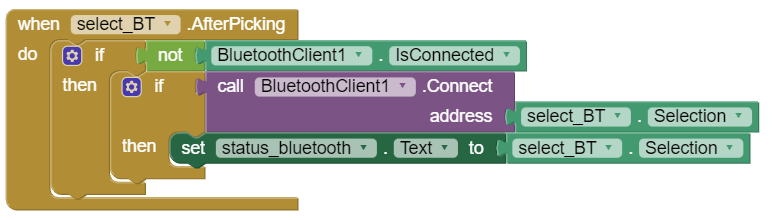 when select_BT .AfterPicking
do if not BluetoothClient1 . IsConnected
then if call BluetoothClient1 .Connect
address select_BT . Selection
then set status_bluetooth . Text to select_BT . Selection